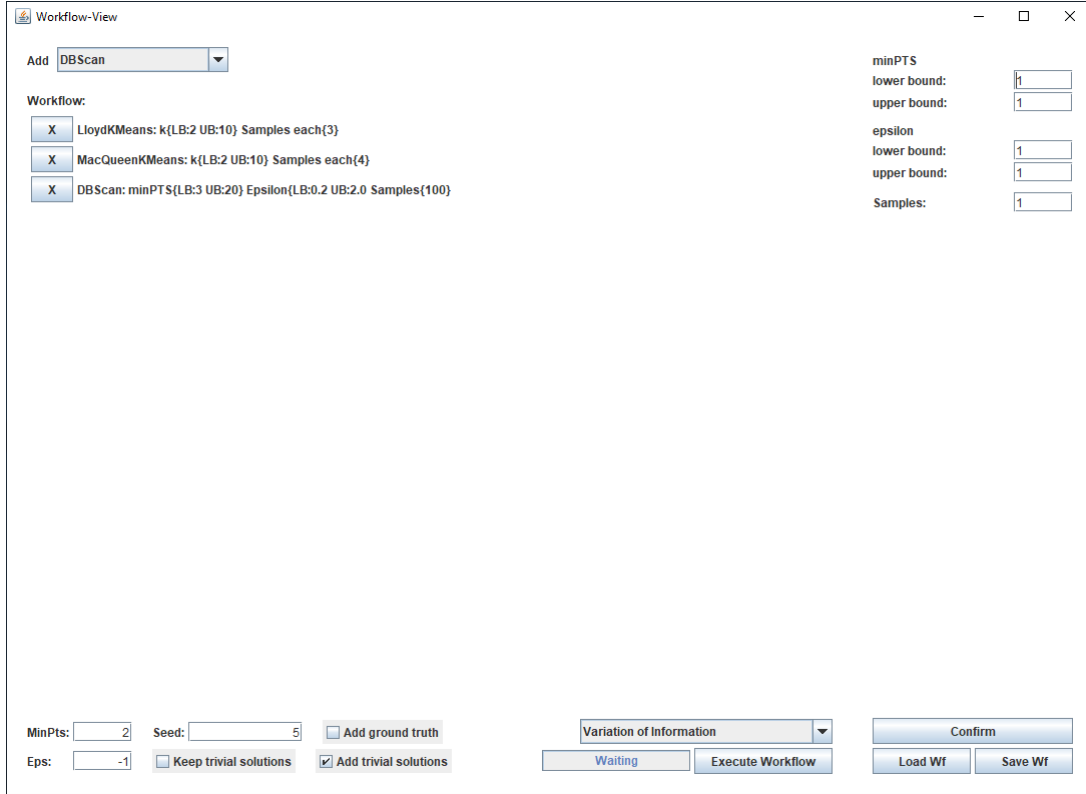 Workflow-View
Add DBScan
Workflow:
X LloydKMeans: k{LB:2 UB:10} Samples each{3}
X MacQueenKMeans: k{LB:2 UB:10} Samples each{4}
X DBScan: minPTS{LB:3 UB:20} Epsilon{LB:0.2 UB:2.0 Samples{100}
minPTS
lower bound: 1
upper bound: 1
epsilon
lower bound: 1
upper bound: 1
Samples: 1
MinPts: 2 Seed: 5 Add ground truth
Eps: -1 Keep trivial solutions Add trivial solutions
Variation of Information
Waiting Execute Workflow
Confirm
Load Wf Save Wf